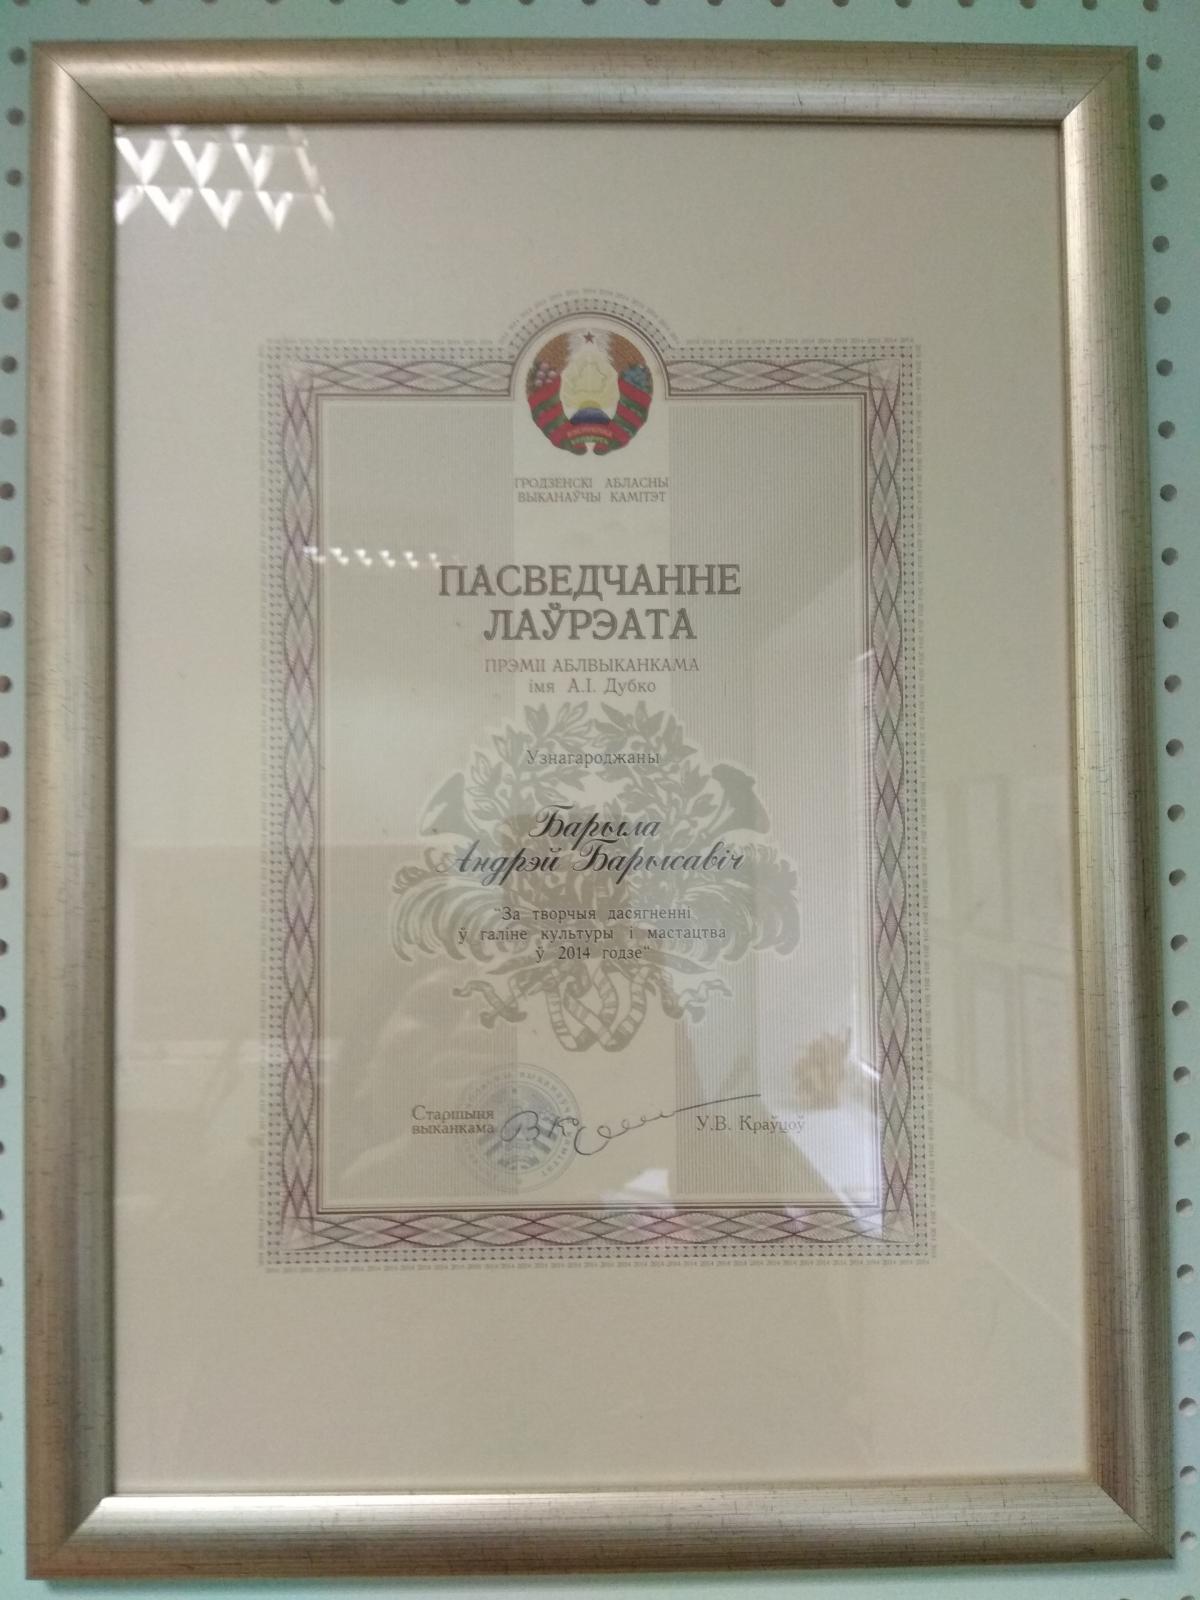 ГРОДЗЕНСКІ АБЛАСНЫ
ВЫКАНАЎЧЫ КАМІТЭТ
ПАСВЕДЧАННЕ
ЛАЎРЭАТА
ПРЭМІІ АБЛВЫКАНКАМА
імя А.І. Дубко
Узнагароджаны
Барыла
Андрэй Барысавіч
"За творчыя дасягненні
ў галіне культуры і мастацтва
ў 2014 годзе"
Старшыня
выканкама
У.В. Краўцоў